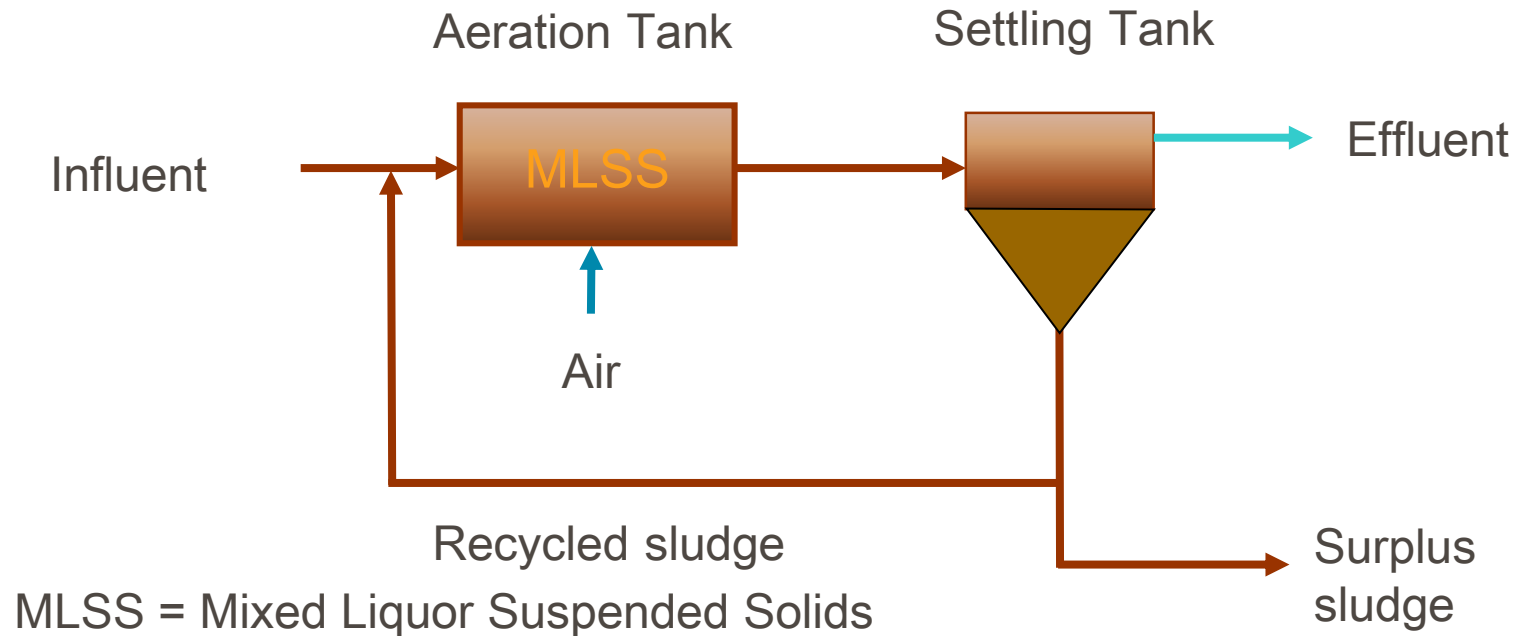 Aeration Tank
Settling Tank
Influent
MLSS
Effluent
Air
Recycled sludge
Surplus
sludge
MLSS = Mixed Liquor Suspended Solids